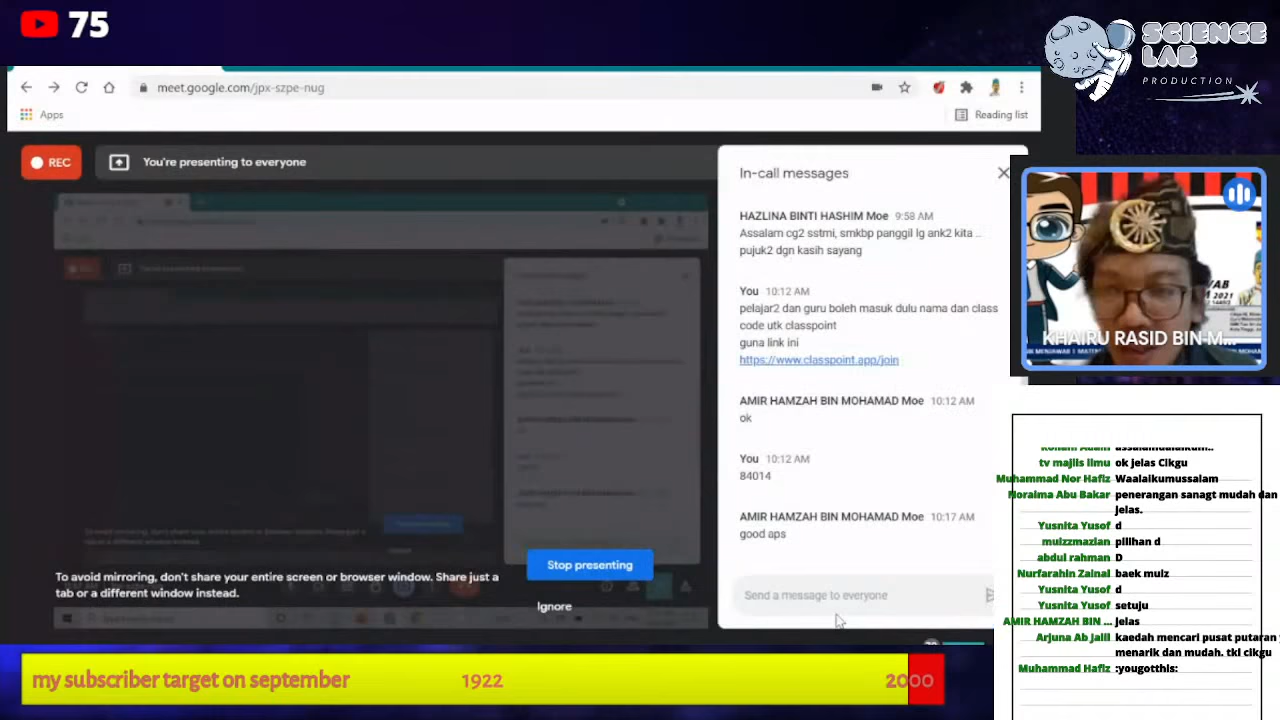 75
SCIENCE
LAB
PRODUCTION
meet.google.com/jpx-szpe-nug
Apps
Reading list
REC
You're presenting to everyone
In-call messages
HAZLINA BINTI HASHIM Moe 9:58 AM
Assalam cg2 sstmi, smkbp panggil lg ank2 kita ..
pujuk2 dgn kasih sayang
You 10:12 AM
pelajar2 dan guru boleh masuk dulu nama dan class
code utk classpoint
guna link ini
https://www.classpoint.app/join
AMIR HAMZAH BIN MOHAMAD Moe 10:12 AM
ok
You 10:12 AM
84014
AMIR HAMZAH BIN MOHAMAD Moe 10:17 AM
good aps
Send a message to everyone
To avoid mirroring, don't share your entire screen or browser window. Share just a
tab or a different window instead.
Stop presenting
Ignore
KHAIRU RASID BIN M...
tv majlis ilmu ok jelas Cikgu
Muhammad Nor Hafiz Waalaikumussalam
Noraima Abu Bakar penerangan sanagt mudah dan
jelas.
Yusnita Yusof d
muizzmazlan pilihan d
abdul rahman D
Nurfarahin Zainal baek muiz
Yusnita Yusof d
Yusnita Yusof setuju
AMIR HAMZAH BIN ... jelas
Arjuna Ab Jalil kaedah mencari pusat putaran
menarik dan mudah. tkl cikgu
Muhammad Hafiz :yougotthis:
my subscriber target on september 1922 2000